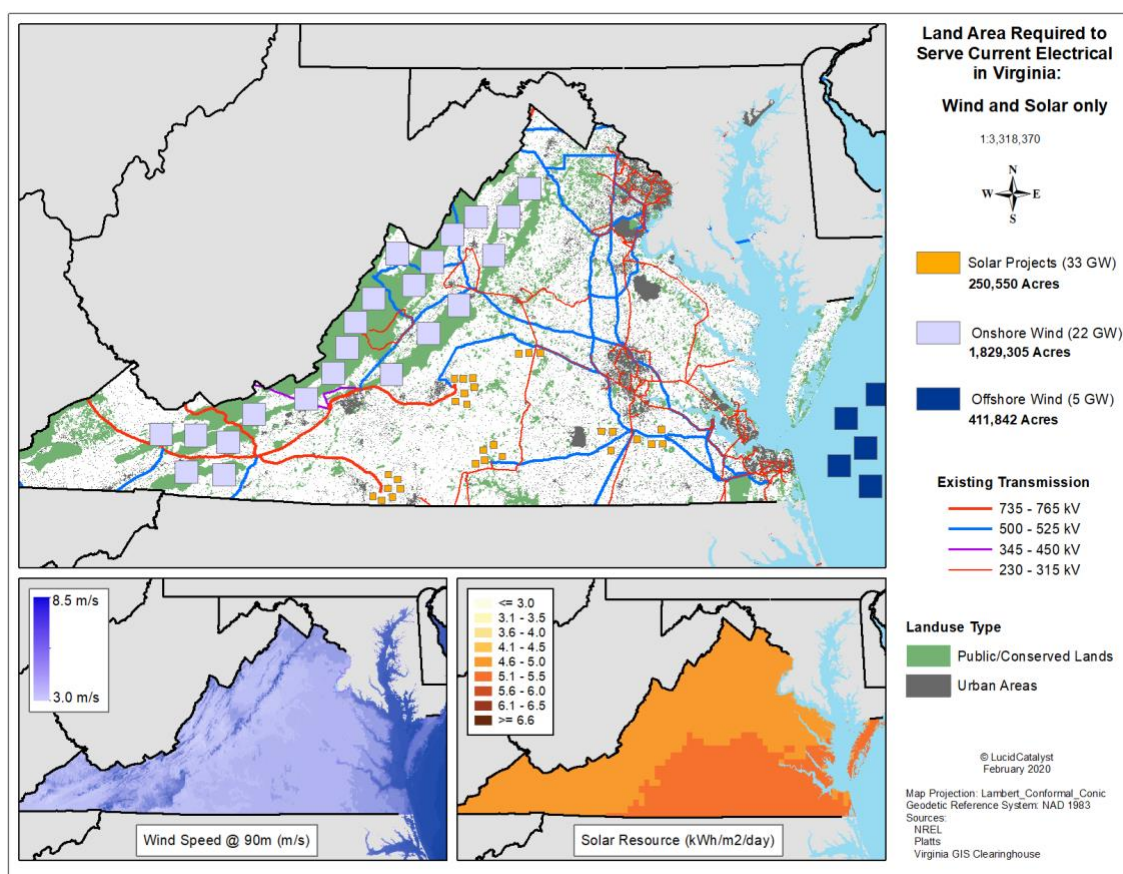 Land Area Required to
Serve Current Electrical
in Virginia:
Wind and Solar only
1:3,318,370
N
W E
S
Solar Projects (33 GW)
250,550 Acres
Onshore Wind (22 GW)
1,829,305 Acres
Offshore Wind (5 GW)
411,842 Acres
Existing Transmission
735 - 765 kV
500 - 525 kV
345 - 450 kV
230 - 315 kV
Landuse Type
Public/Conserved Lands
Urban Areas
© LucidCatalyst
February 2020
Map Projection: Lambert_Conformal_Conic
Geodetic Reference System: NAD 1983
Sources:
NREL
Platts
Virginia GIS Clearinghouse
8.5 m/s
3.0 m/s
Wind Speed @ 90m (m/s)
<= 3.0
3.1 - 3.5
3.6 - 4.0
4.1 - 4.5
4.6 - 5.0
5.1 - 5.5
5.6 - 6.0
6.1 - 6.5
>= 6.6
Solar Resource (kWh/m2/day)